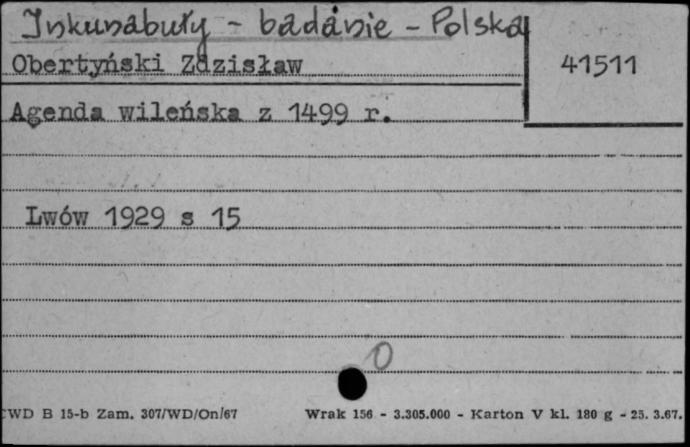 Inkunabuły - badanie - Polska
Obertyński Zdzisław
41511
Agenda wileńska z 1499 r.
Lwów 1929 s 15
0
CWD B 15-b Zam. 307/WD/On/67
Wrak 156 - 3.305.000 - Karton V kl. 180 g - 25. 3.67.